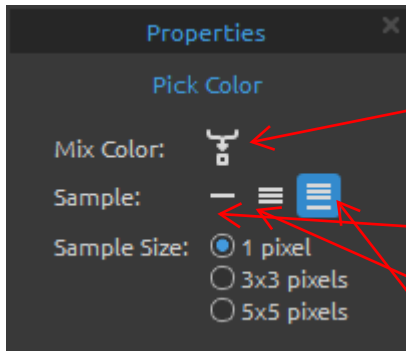 Properties
Pick Color
Mix Color:
Sample:
Sample Size: 1 pixel
3x3 pixels
5x5 pixels